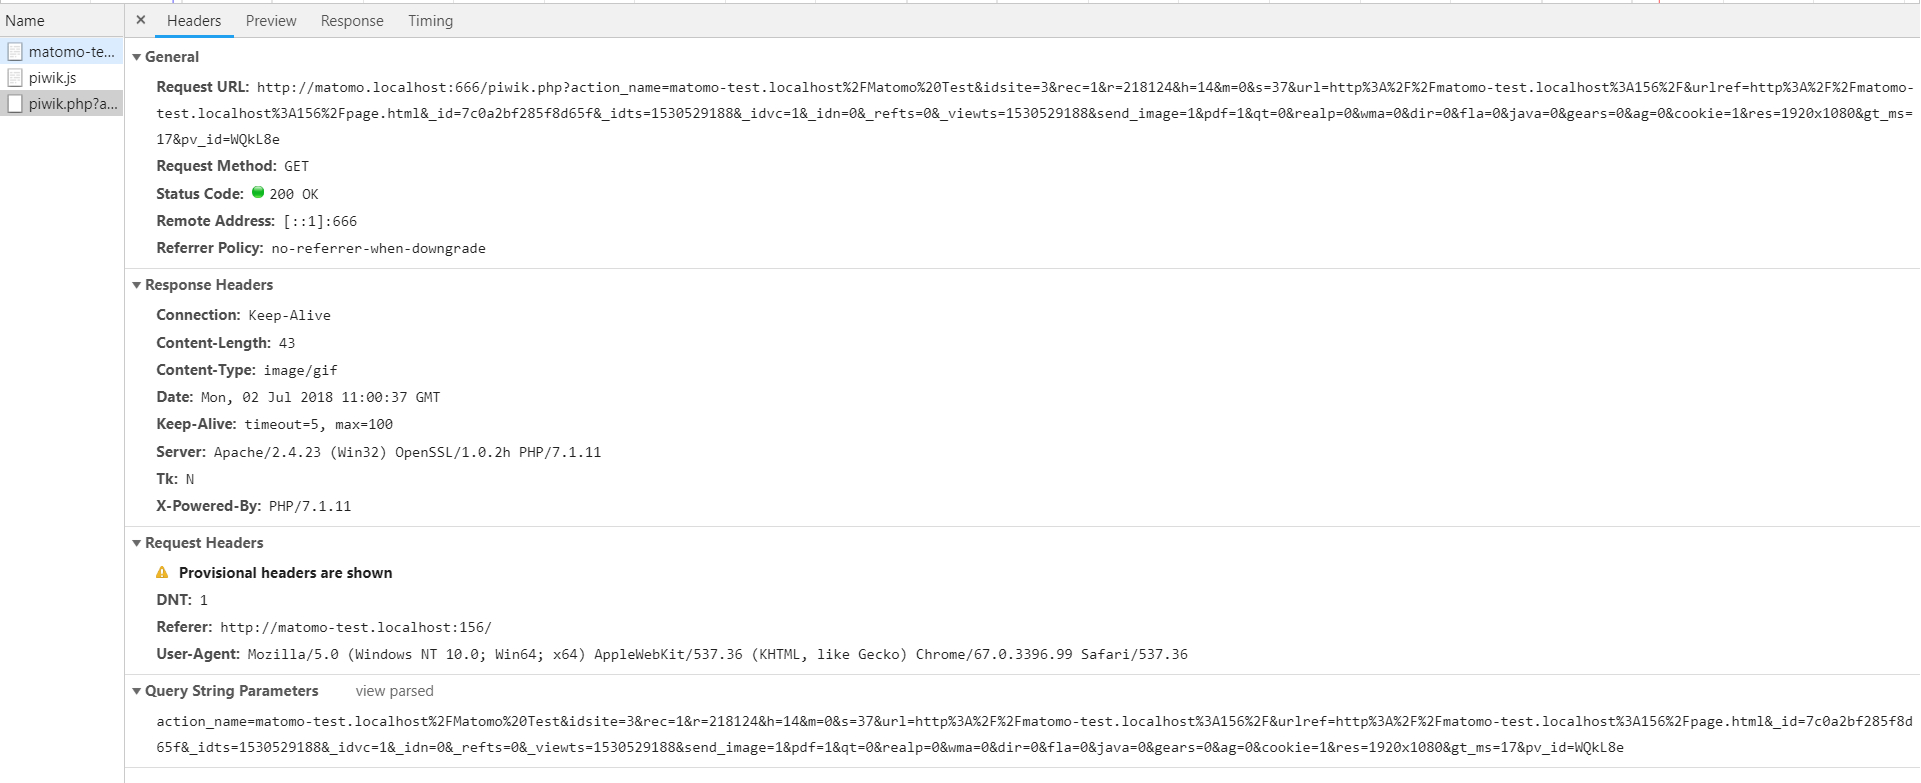 Name
matomo-te...
piwik.js
piwik.php?a...
× Headers Preview Response Timing
General
Request URL: http://matomo.localhost:666/piwik.php?action_name=matomo-test.localhost%2FMatomo%20Test&idsite=3&rec=1&r=218124&h=14&m=0&s=37&url=http%3A%2F%2Fmatomo-test.localhost%3A156%2F&urlref=http%3A%2F%2Fmatomo-
test.localhost%3A156%2Fpage.html&_id=7c0a2bf285f8d65f&_idts=1530529188&_idvc=1&_idn=0&_refts=0&_viewts=1530529188&send_image=1&pdf=1&qt=0&realp=0&wma=0&dir=0&fla=0&java=0&gears=0&ag=0&cookie=1&res=1920x1080&gt_ms=
17&pv_id=WQkL8e
Request Method: GET
Status Code: 200 OK
Remote Address: [::1]:666
Referrer Policy: no-referrer-when-downgrade
Response Headers
Connection: Keep-Alive
Content-Length: 43
Content-Type: image/gif
Date: Mon, 02 Jul 2018 11:00:37 GMT
Keep-Alive: timeout=5, max=100
Server: Apache/2.4.23 (Win32) OpenSSL/1.0.2h PHP/7.1.11
Tk: N
X-Powered-By: PHP/7.1.11
Request Headers
Provisional headers are shown
DNT: 1
Referer: http://matomo-test.localhost:156/
User-Agent: Mozilla/5.0 (Windows NT 10.0; Win64; x64) AppleWebKit/537.36 (KHTML, like Gecko) Chrome/67.0.3396.99 Safari/537.36
Query String Parameters view parsed
action_name=matomo-test.localhost%2FMatomo%20Test&idsite=3&rec=1&r=218124&h=14&m=0&s=37&url=http%3A%2F%2Fmatomo-test.localhost%3A156%2F&urlref=http%3A%2F%2Fmatomo-test.localhost%3A156%2Fpage.html&_id=7c0a2bf285f8d
65f&_idts=1530529188&_idvc=1&_idn=0&_refts=0&_viewts=1530529188&send_image=1&pdf=1&qt=0&realp=0&wma=0&dir=0&fla=0&java=0&gears=0&ag=0&cookie=1&res=1920x1080&gt_ms=17&pv_id=WQkL8e